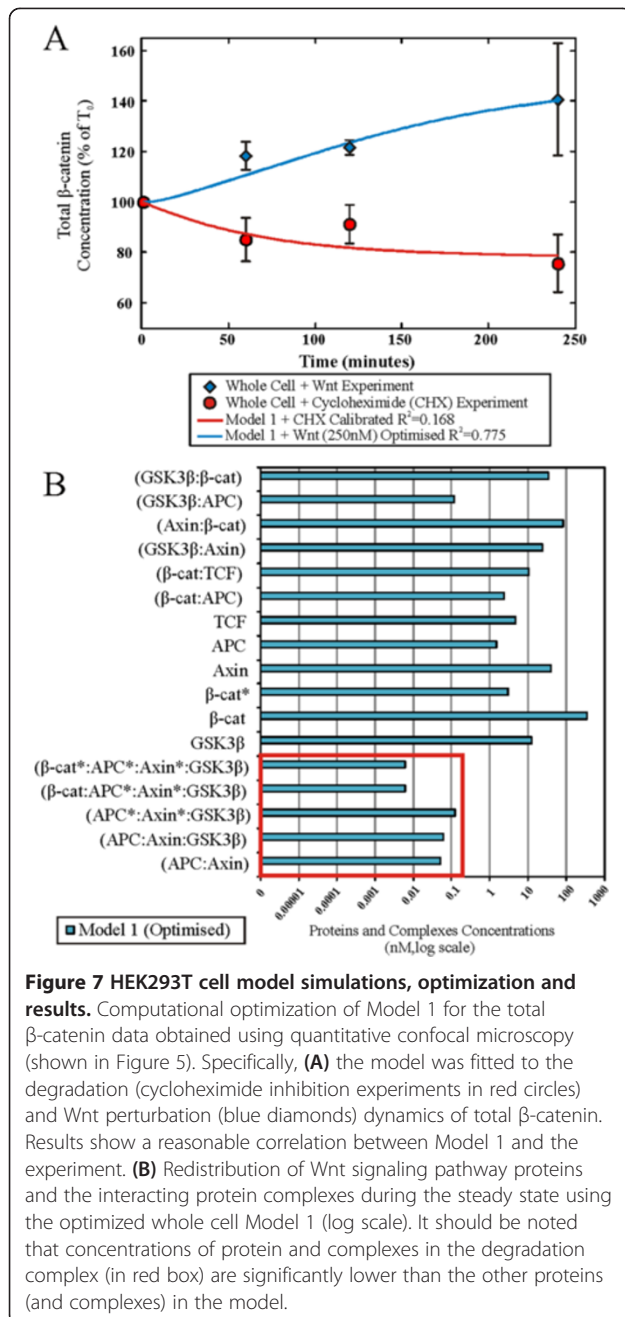 A
160
140
120
100
80
60
Total β-catenin
Concentration (% of T₀)
0 50 100 150 200 250
Time (minutes)
Whole Cell + Wnt Experiment
Whole Cell + Cycloheximide (CHX) Experiment
Model 1 + CHX Calibrated R²=0.168
Model 1 + Wnt (250nM) Optimised R²=0.775
B
(GSK3β:β-cat)
(GSK3β:APC)
(Axin:β-cat)
(GSK3β:Axin)
(β-cat:TCF)
(β-cat:APC)
TCF
APC
Axin
β-cat*
β-cat
GSK3β
(β-cat*:APC*:Axin*:GSK3β)
(β-cat:APC*:Axin*:GSK3β)
(APC*:Axin*:GSK3β)
(APC:Axin:GSK3β)
(APC:Axin)
0 0.00001 0.0001 0.001 0.01 0.1 1 10 100 1000
Model 1 (Optimised)
Proteins and Complexes Concentrations
(nM,log scale)
Figure 7 HEK293T cell model simulations, optimization and
results. Computational optimization of Model 1 for the total
β-catenin data obtained using quantitative confocal microscopy
(shown in Figure 5). Specifically, (A) the model was fitted to the
degradation (cycloheximide inhibition experiments in red circles)
and Wnt perturbation (blue diamonds) dynamics of total β-catenin.
Results show a reasonable correlation between Model 1 and the
experiment. (B) Redistribution of Wnt signaling pathway proteins
and the interacting protein complexes during the steady state using
the optimized whole cell Model 1 (log scale). It should be noted
that concentrations of protein and complexes in the degradation
complex (in red box) are significantly lower than the other proteins
(and complexes) in the model.